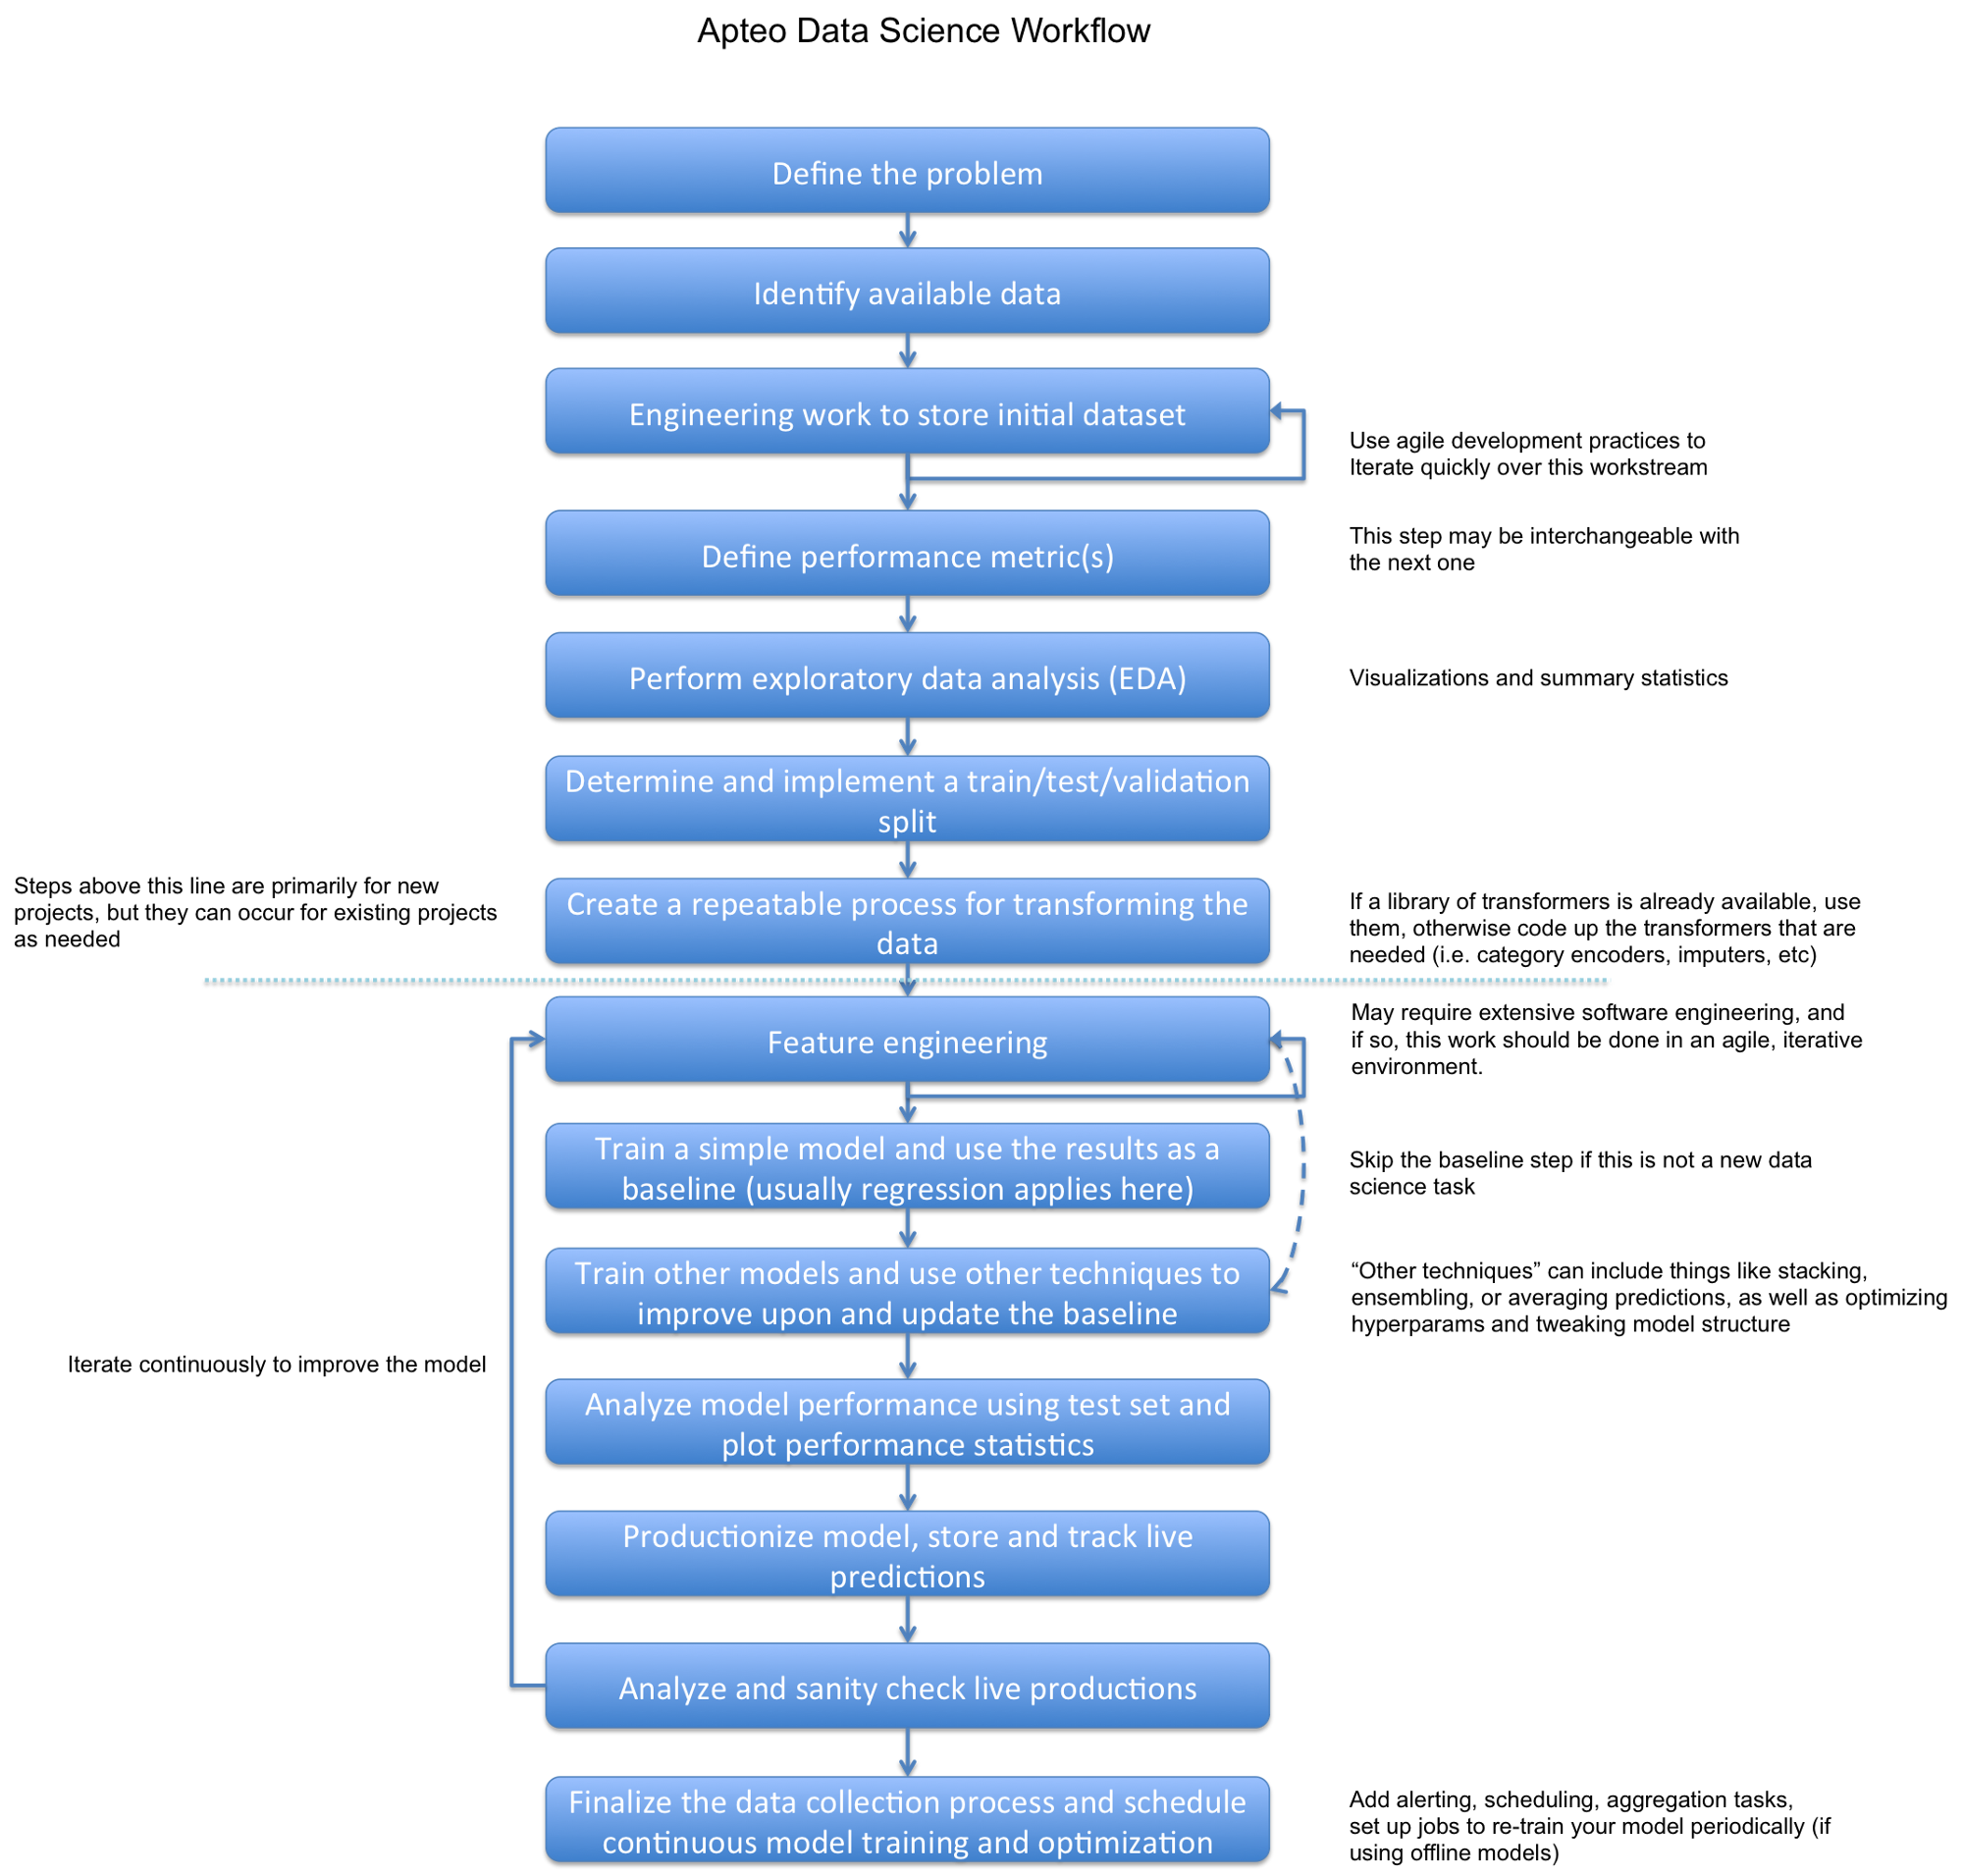 Apteo Data Science Workflow
Define the problem
Identify available data
Engineering work to store initial dataset
Use agile development practices to
Iterate quickly over this workstream
Define performance metric(s)
This step may be interchangeable with
the next one
Perform exploratory data analysis (EDA)
Visualizations and summary statistics
Determine and implement a train/test/validation
split
Steps above this line are primarily for new
projects, but they can occur for existing projects
as needed
Create a repeatable process for transforming the
data
If a library of transformers is already available, use
them, otherwise code up the transformers that are
needed (i.e. category encoders, imputers, etc)
Feature engineering
May require extensive software engineering, and
if so, this work should be done in an agile, iterative
environment.
Train a simple model and use the results as a
baseline (usually regression applies here)
Skip the baseline step if this is not a new data
science task
Train other models and use other techniques to
improve upon and update the baseline
“Other techniques” can include things like stacking,
ensembling, or averaging predictions, as well as optimizing
hyperparams and tweaking model structure
Iterate continuously to improve the model
Analyze model performance using test set and
plot performance statistics
Productionize model, store and track live
predictions
Analyze and sanity check live productions
Finalize the data collection process and schedule
continuous model training and optimization
Add alerting, scheduling, aggregation tasks,
set up jobs to re-train your model periodically (if
using offline models)